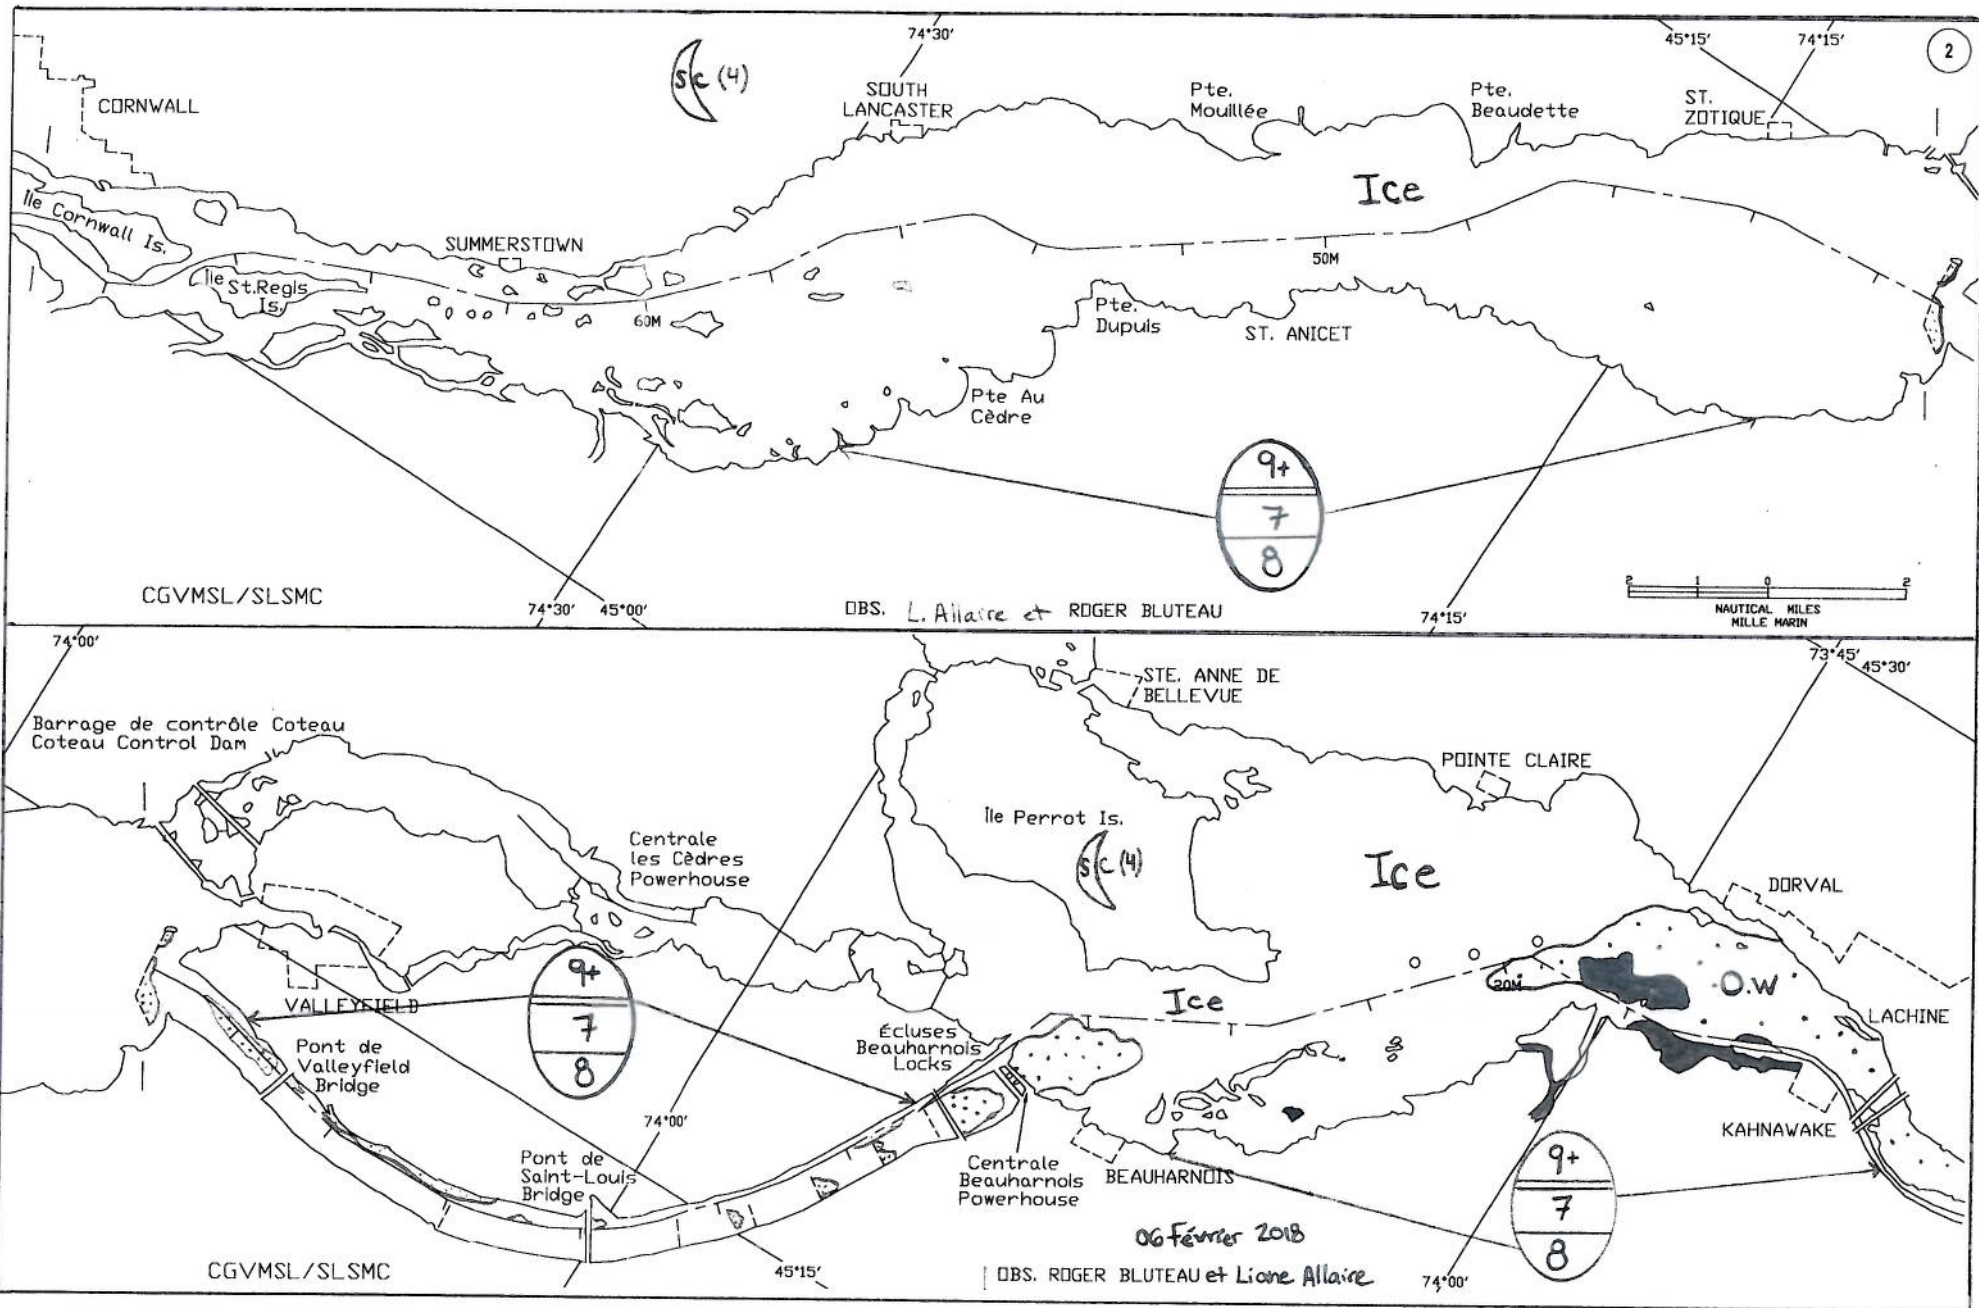 74°30'
45°15'
74°15'
2
SC (4)
CORNWALL
SOUTH
LANCASTER
Pte.
Mouillée
Pte.
Beaudette
ST.
ZOTIQUE
Île Cornwall Is.
Ice
SUMMERSTOWN
Île St.Regis
Is.
50M
60M
Pte.
Dupuis
ST. ANICET
Pte Au
Cèdre
9+
7
8
CGVMSL/SLSMC
74°30' 45°00'
OBS. L. Allaire et ROGER BLUTEAU
74°15'
2 1 0 2
NAUTICAL MILES
MILLE MARIN
74°00'
73°45'
45°30'
STE. ANNE DE
BELLEVUE
Barrage de contrôle Coteau
Coteau Control Dam
POINTE CLAIRE
Île Perrot Is.
SC (4)
Centrale
les Cèdres
Powerhouse
Ice
DORVAL
9+
7
8
VALLEYFIELD
Ice
20M
O.W
LACHINE
Écluses
Beauharnois
Locks
Pont de
Valleyfield
Bridge
74°00'
KAHNAWAKE
Pont de
Saint-Louis
Bridge
Centrale
Beauharnois
Powerhouse
BEAUHARNOIS
9+
7
8
06 Février 2018
CGVMSL/SLSMC
45°15'
OBS. ROGER BLUTEAU et Liane Allaire
74°00'